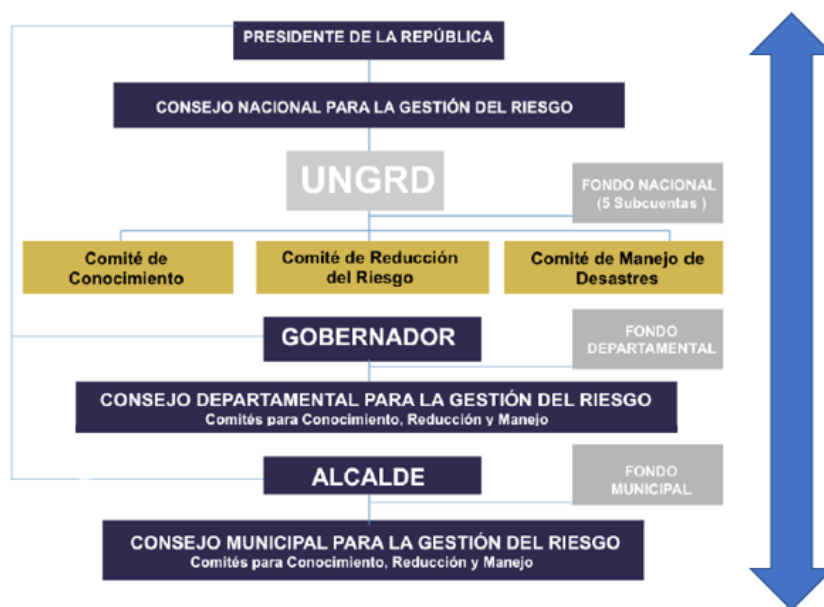 PRESIDENTE DE LA REPÚBLICA
CONSEJO NACIONAL PARA LA GESTIÓN DEL RIESGO
UNGRD
FONDO NACIONAL
(5 Subcuentas )
Comité de
Conocimiento
Comité de Reducción
del Riesgo
Comité de Manejo de
Desastres
GOBERNADOR
FONDO
DEPARTAMENTAL
CONSEJO DEPARTAMENTAL PARA LA GESTIÓN DEL RIESGO
Comités para Conocimiento, Reducción y Manejo
ALCALDE
FONDO
MUNICIPAL
CONSEJO MUNICIPAL PARA LA GESTIÓN DEL RIESGO
Comités para Conocimiento, Reducción y Manejo